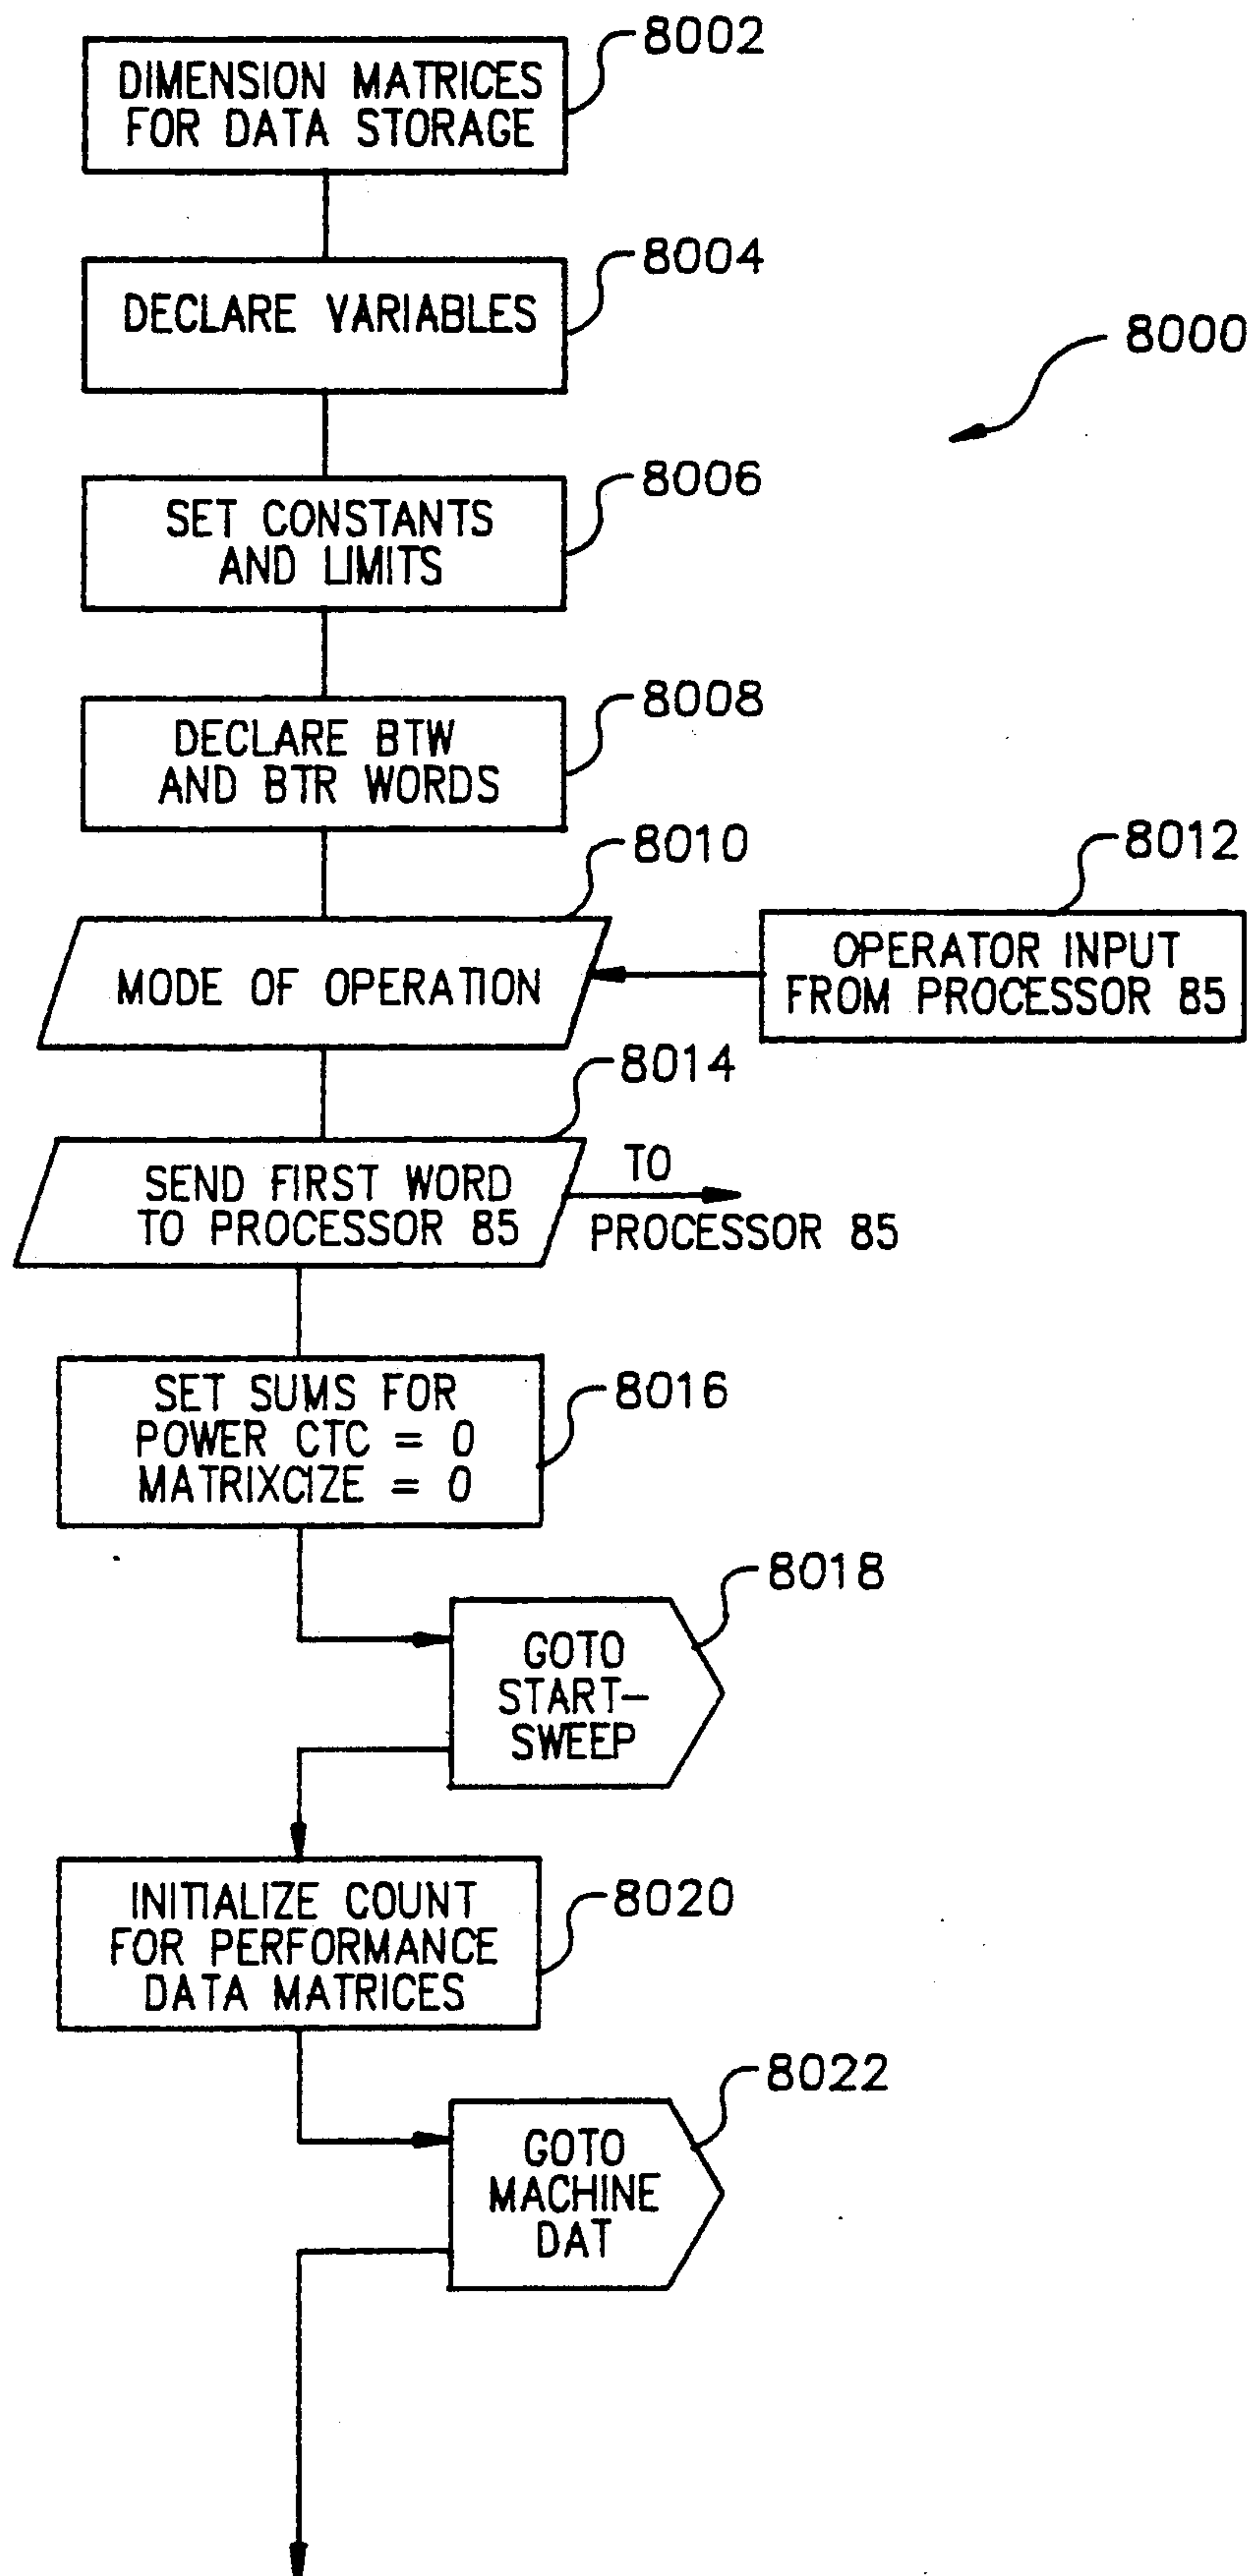 8002
DIMENSION MATRICES
FOR DATA STORAGE
8004
DECLARE VARIABLES
8000
8006
SET CONSTANTS
AND LIMITS
8008
DECLARE BTW
AND BTR WORDS
8010
MODE OF OPERATION
8012
OPERATOR INPUT
FROM PROCESSOR 85
8014
SEND FIRST WORD
TO PROCESSOR 85
TO
PROCESSOR 85
8016
SET SUMS FOR
POWER CTC = 0
MATRIXCIZE = 0
8018
GOTO
START-
SWEEP
8020
INITIALIZE COUNT
FOR PERFORMANCE
DATA MATRICES
8022
GOTO
MACHINE
DAT